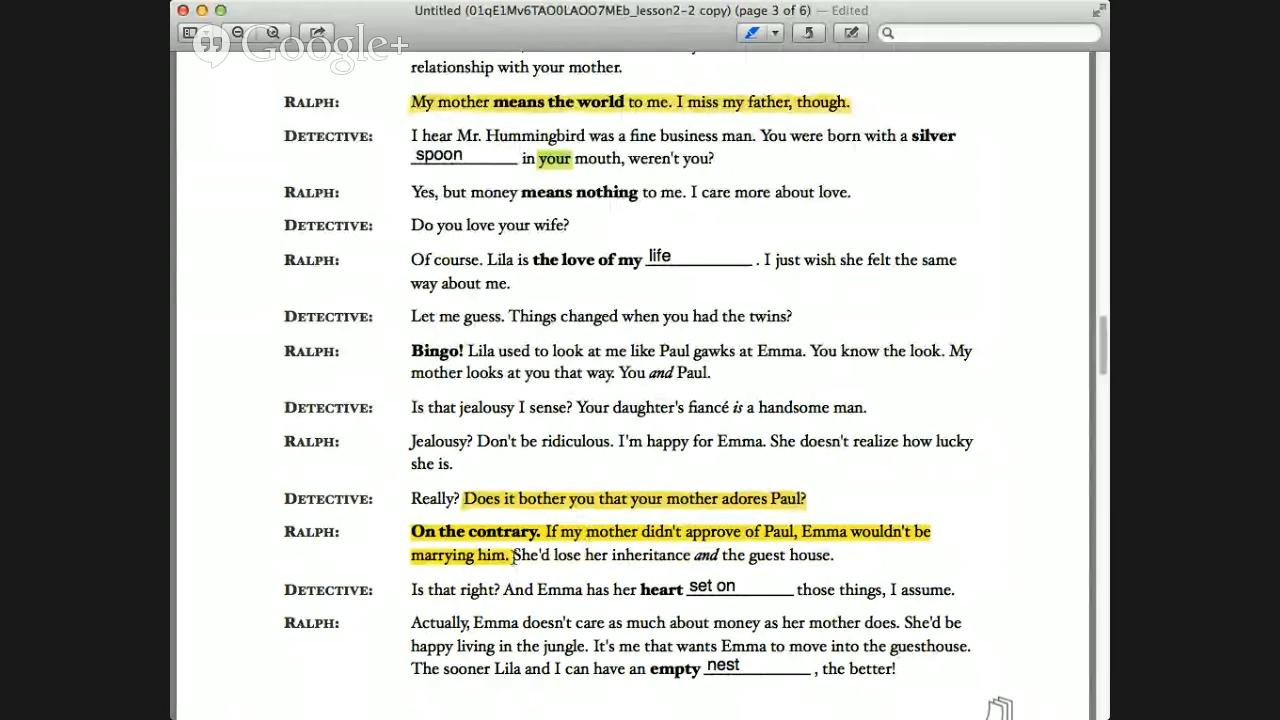 Untitled (01qE1Mv6TAO0LAOO7MEb_lesson2-2 copy) (page 3 of 6) — Edited
Google+
relationship with your mother.
RALPH: My mother means the world to me. I miss my father, though.
DETECTIVE: I hear Mr. Hummingbird was a fine business man. You were born with a silver
spoon in your mouth, weren't you?
RALPH: Yes, but money means nothing to me. I care more about love.
DETECTIVE: Do you love your wife?
RALPH: Of course. Lila is the love of my life . I just wish she felt the same
way about me.
DETECTIVE: Let me guess. Things changed when you had the twins?
RALPH: Bingo! Lila used to look at me like Paul gawks at Emma. You know the look. My
mother looks at you that way. You and Paul.
DETECTIVE: Is that jealousy I sense? Your daughter's fiancé is a handsome man.
RALPH: Jealousy? Don't be ridiculous. I'm happy for Emma. She doesn't realize how lucky
she is.
DETECTIVE: Really? Does it bother you that your mother adores Paul?
RALPH: On the contrary. If my mother didn't approve of Paul, Emma wouldn't be
marrying him. She'd lose her inheritance and the guest house.
DETECTIVE: Is that right? And Emma has her heart set on those things, I assume.
RALPH: Actually, Emma doesn't care as much about money as her mother does. She'd be
happy living in the jungle. It's me that wants Emma to move into the guesthouse.
The sooner Lila and I can have an empty nest , the better!